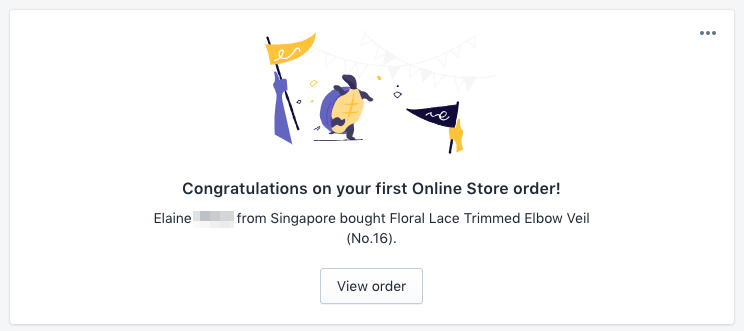 Congratulations on your first Online Store order!
Elaine from Singapore bought Floral Lace Trimmed Elbow Veil
(No.16).
View order